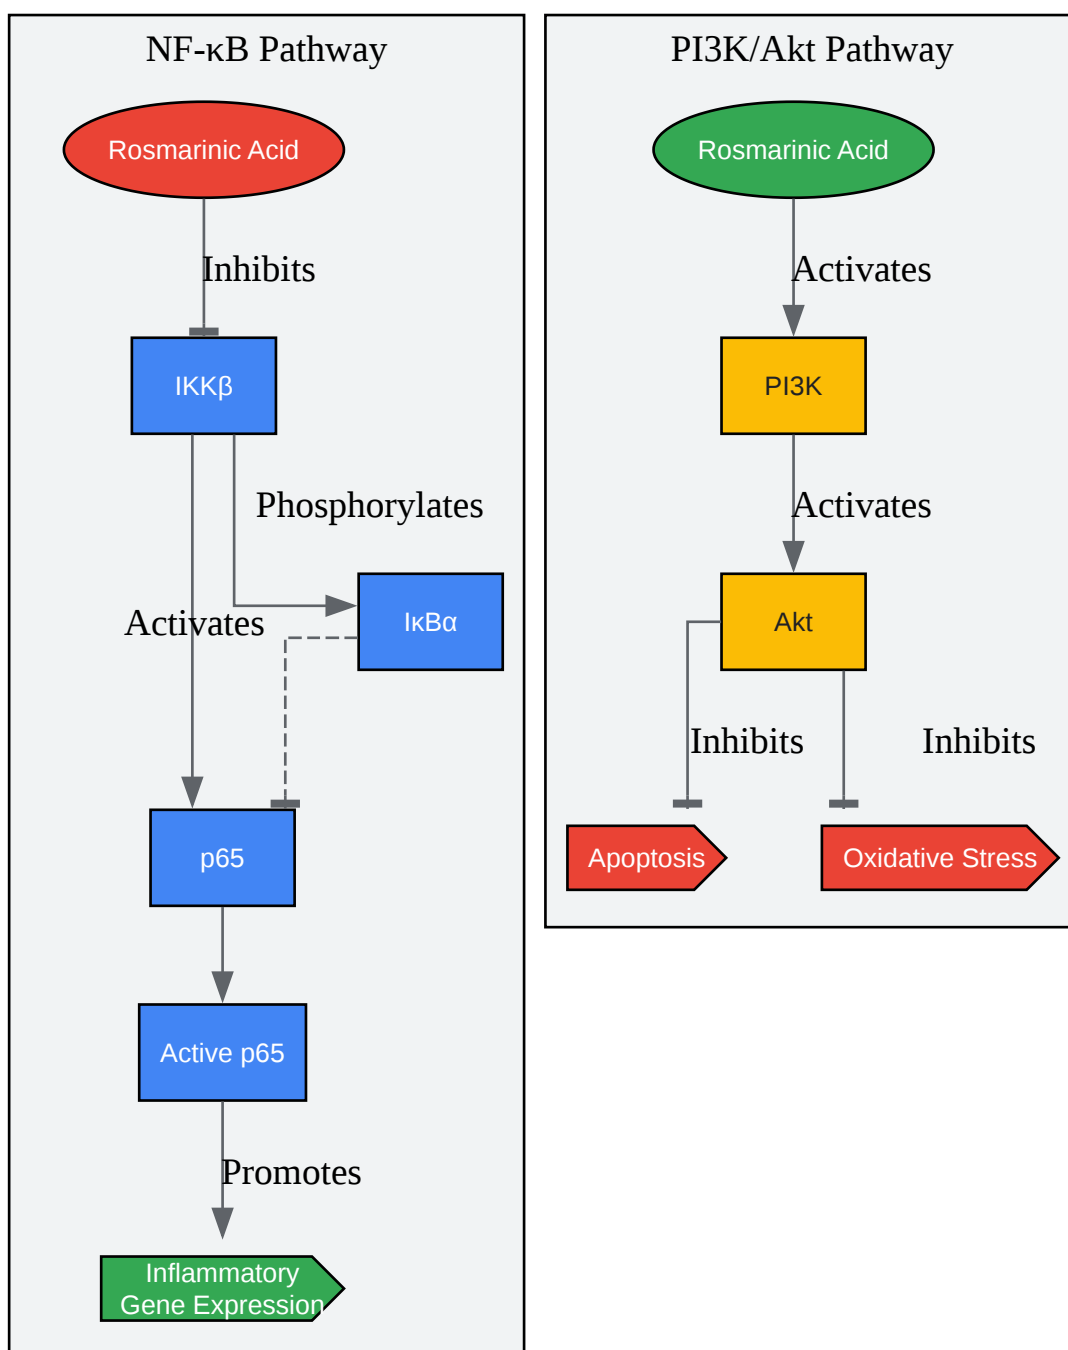 NF-κB Pathway
Rosmarinic Acid
Inhibits
IKKβ
Phosphorylates
Activates
IκBα
p65
Active p65
Promotes
Inflammatory
Gene Expression
PI3K/Akt Pathway
Rosmarinic Acid
Activates
PI3K
Activates
Akt
Inhibits
Inhibits
Apoptosis
Oxidative Stress